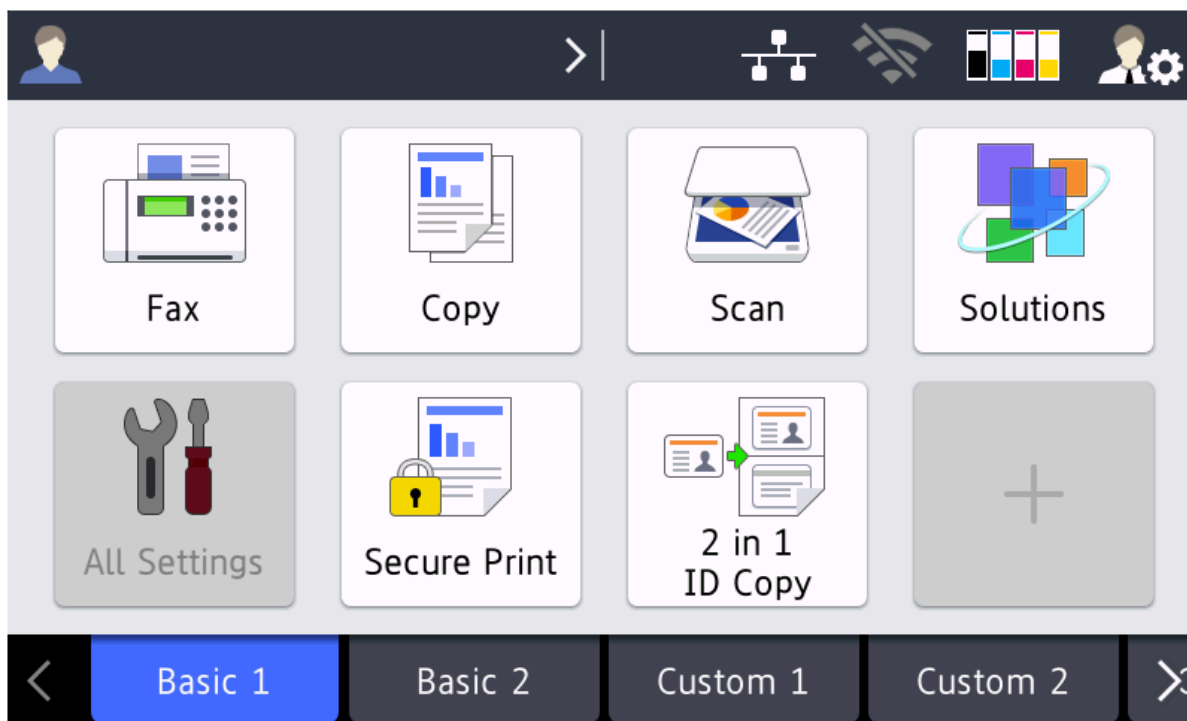 Fax
Copy
Scan
Solutions
All Settings
Secure Print
2 in 1
ID Copy
Basic 1
Basic 2
Custom 1
Custom 2